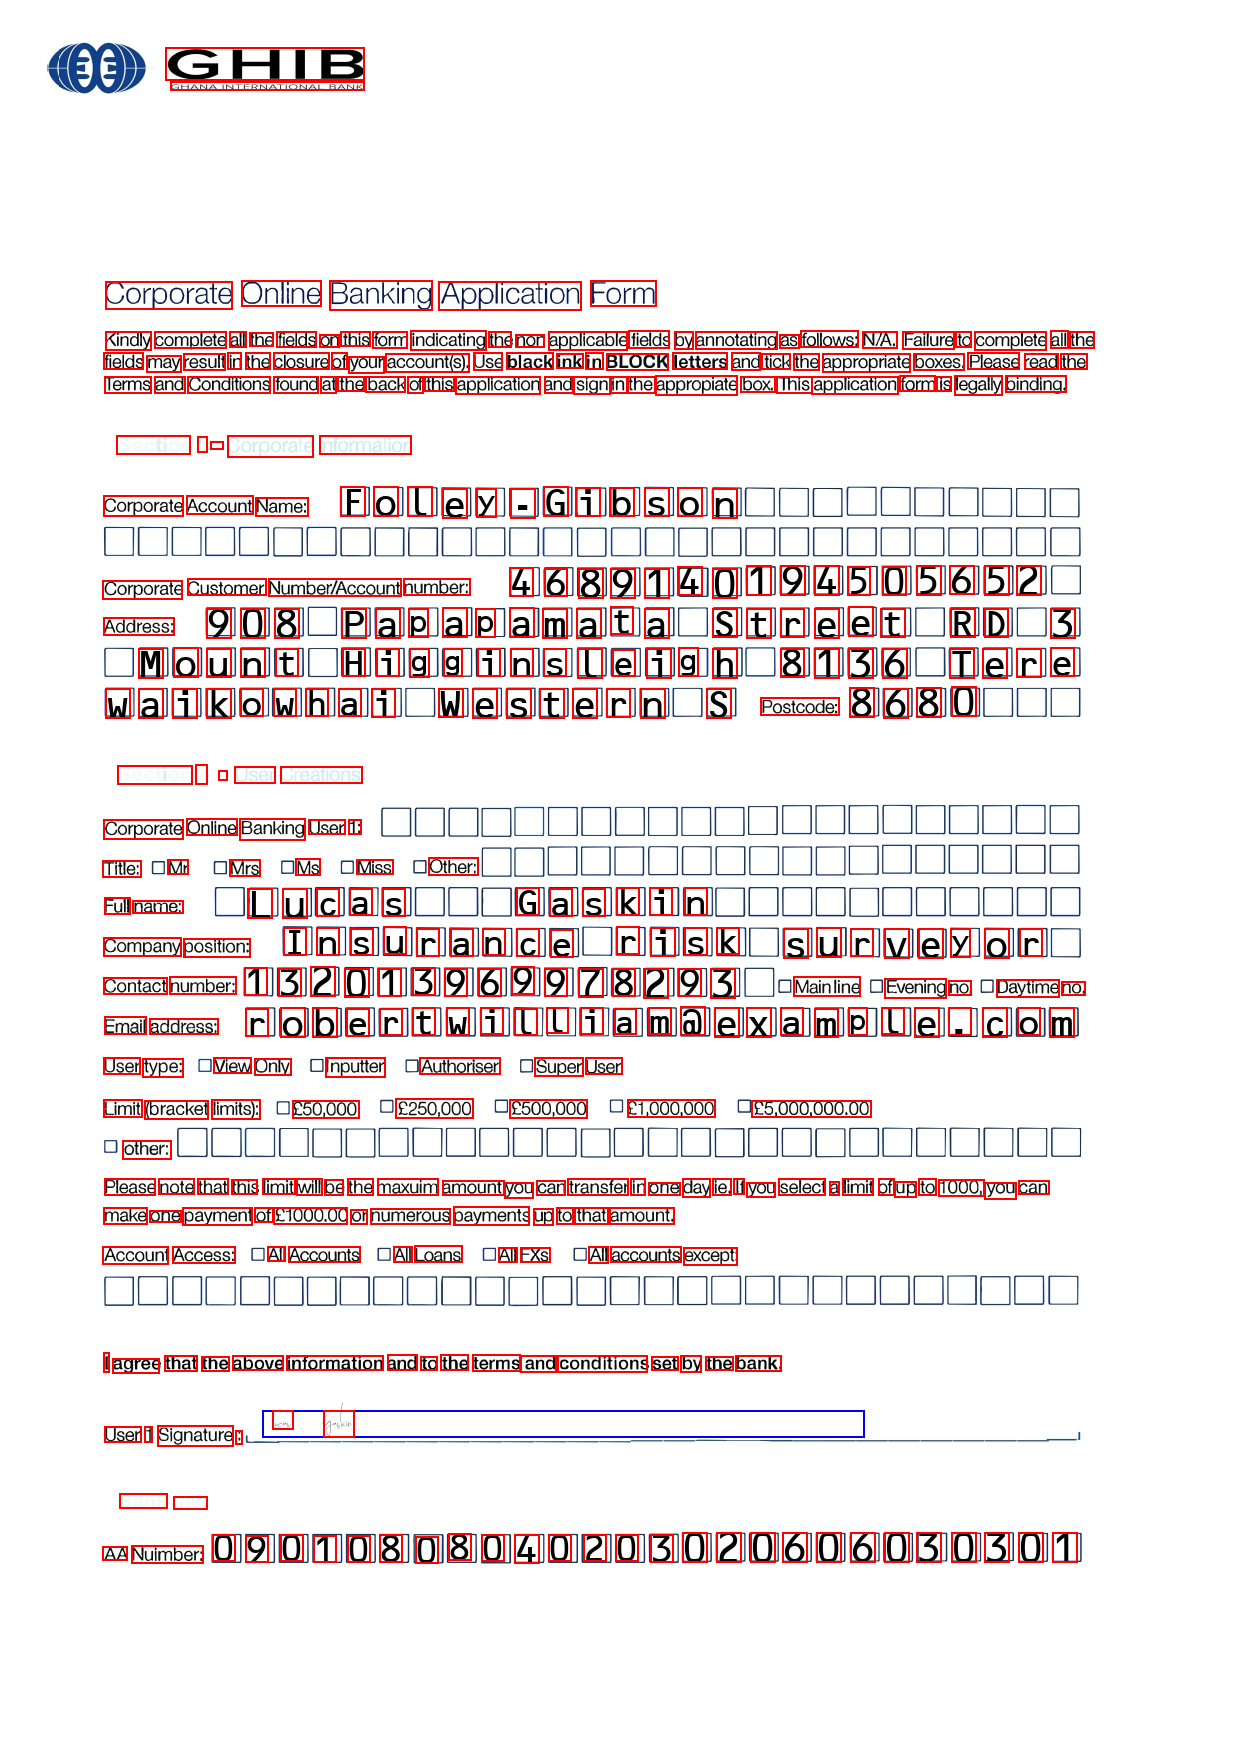 GHIB
GHANA INTERNATIONAL BANK
Corporate Online Banking Application Form
Kindly complete all the fields on this form indicating the non applicable fields by annotating as follows: N/A. Failure to complete all the
fields may result in the closure of your account(s). Use black ink in BLOCK letters and tick the appropriate boxes. Please read the
Terms and Conditions found at the back of this application and sign in the appropiate box. This application form is legally binding.
Section - Corporate Information
Corporate Account Name: Foley-Gibson
Corporate Customer Number/Account number: 4689140194505652
Address: 908 Papapamata Street RD 3
Mount Higginsleigh 8136 Tere
waikowhai Western S Postcode: 8680
Section - User Creations
Corporate Online Banking User 1:
Title: Mr Mrs Ms Miss Other:
Full name: Lucas Gaskin
Company position: Insurance risk surveyor
Contact number: 132013969978293 Main line Evening no Daytime no.
Email address: robertwilliam@example.com
User type: View Only Inputter Authoriser Super User
Limit (bracket limits): £50,000 £250,000 £500,000 £1,000,000 £5,000,000.00
other:
Please note that this limit will be the maxuim amount you can transfer in one day ie. If you select a limit of up to 1000, you can
make one payment of £1000.00 or numerous payments up to that amount.
Account Access: All Accounts All Loans All FXs All accounts except
I agree that the above information and to the terms and conditions set by the bank.
User 1 Signature: gaskin
AA Nuimber: 09010808040203020606030301